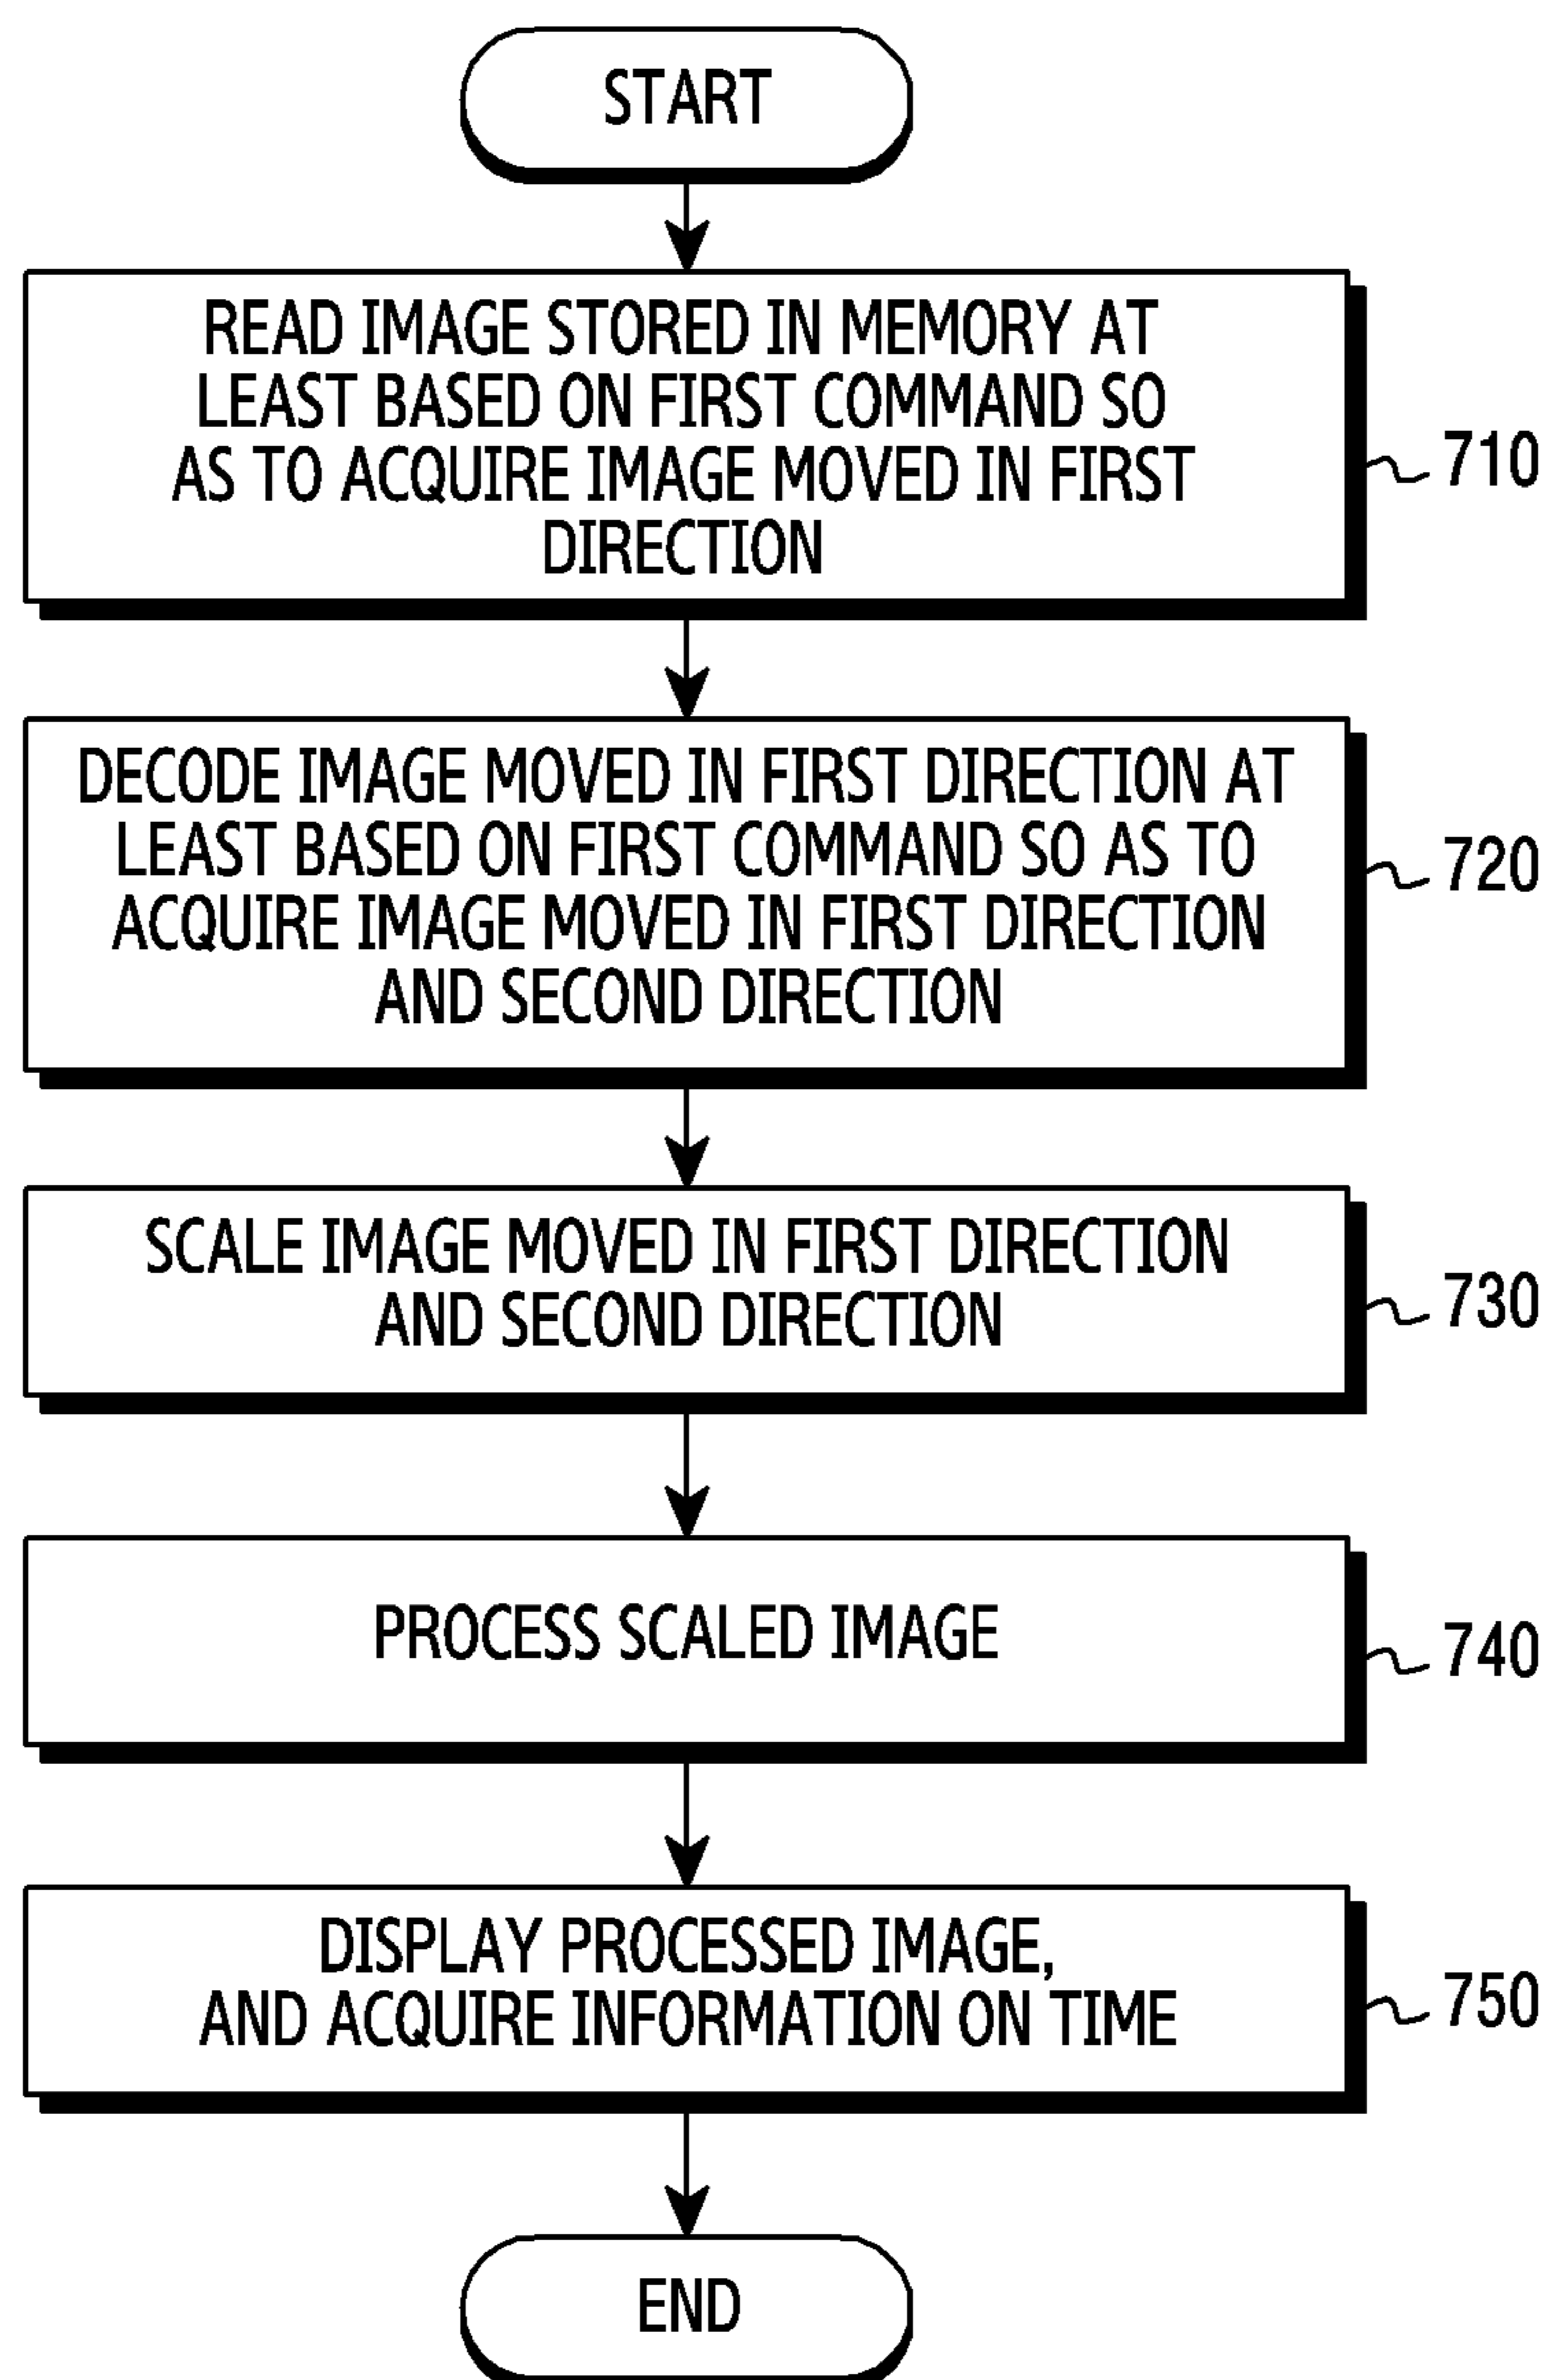 START
READ IMAGE STORED IN MEMORY AT
LEAST BASED ON FIRST COMMAND SO
AS TO ACQUIRE IMAGE MOVED IN FIRST
DIRECTION
710
DECODE IMAGE MOVED IN FIRST DIRECTION AT
LEAST BASED ON FIRST COMMAND SO AS TO
ACQUIRE IMAGE MOVED IN FIRST DIRECTION
AND SECOND DIRECTION
720
SCALE IMAGE MOVED IN FIRST DIRECTION
AND SECOND DIRECTION
730
PROCESS SCALED IMAGE
740
DISPLAY PROCESSED IMAGE,
AND ACQUIRE INFORMATION ON TIME
750
END